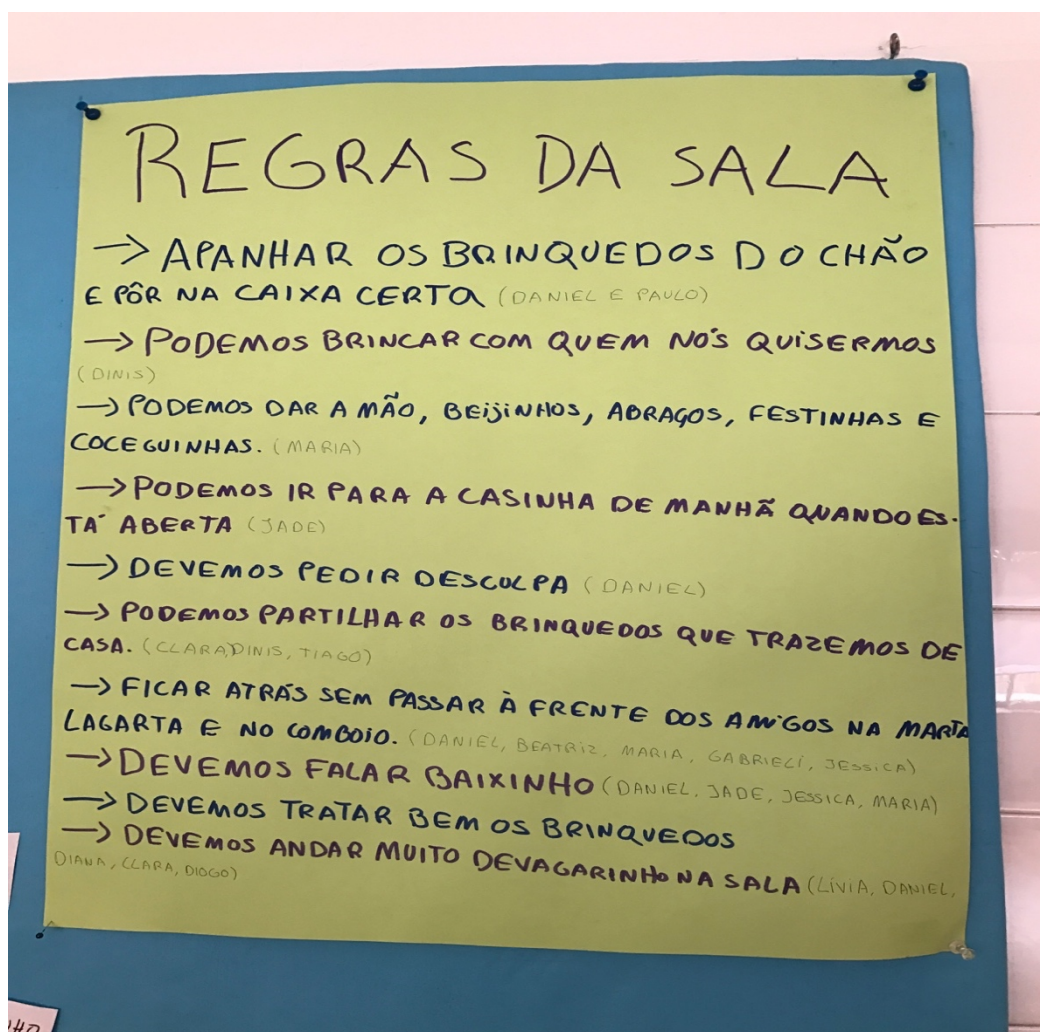 REGRAS DA SALA
→ APANHAR OS BRINQUEDOS DO CHÃO
E PÔR NA CAIXA CERTA (DANIEL E PAULO)
→ PODEMOS BRINCAR COM QUEM NÓS QUISERMOS
(DINIS)
→ PODEMOS DAR A MÃO, BEIJINHOS, ABRAÇOS, FESTINHAS E
COCEGUINHAS. (MARIA)
→ PODEMOS IR PARA A CASINHA DE MANHÃ QUANDO ES-
TÁ ABERTA (JADE)
→ DEVEMOS PEDIR DESCULPA (DANIEL)
→ PODEMOS PARTILHAR OS BRINQUEDOS QUE TRAZEMOS DE
CASA. (CLARA, DINIS, TIAGO)
→ FICAR ATRÁS SEM PASSAR À FRENTE DOS AMIGOS NA MARTA
LAGARTA E NO COMBOIO. (DANIEL, BEATRIZ, MARIA, GABRIELI, JESSICA)
→ DEVEMOS FALAR BAIXINHO (DANIEL, JADE, JESSICA, MARIA)
→ DEVEMOS TRATAR BEM OS BRINQUEDOS
→ DEVEMOS ANDAR MUITO DEVAGARINHO NA SALA (LÍVIA, DANIEL,
DIANA, CLARA, DIOGO)